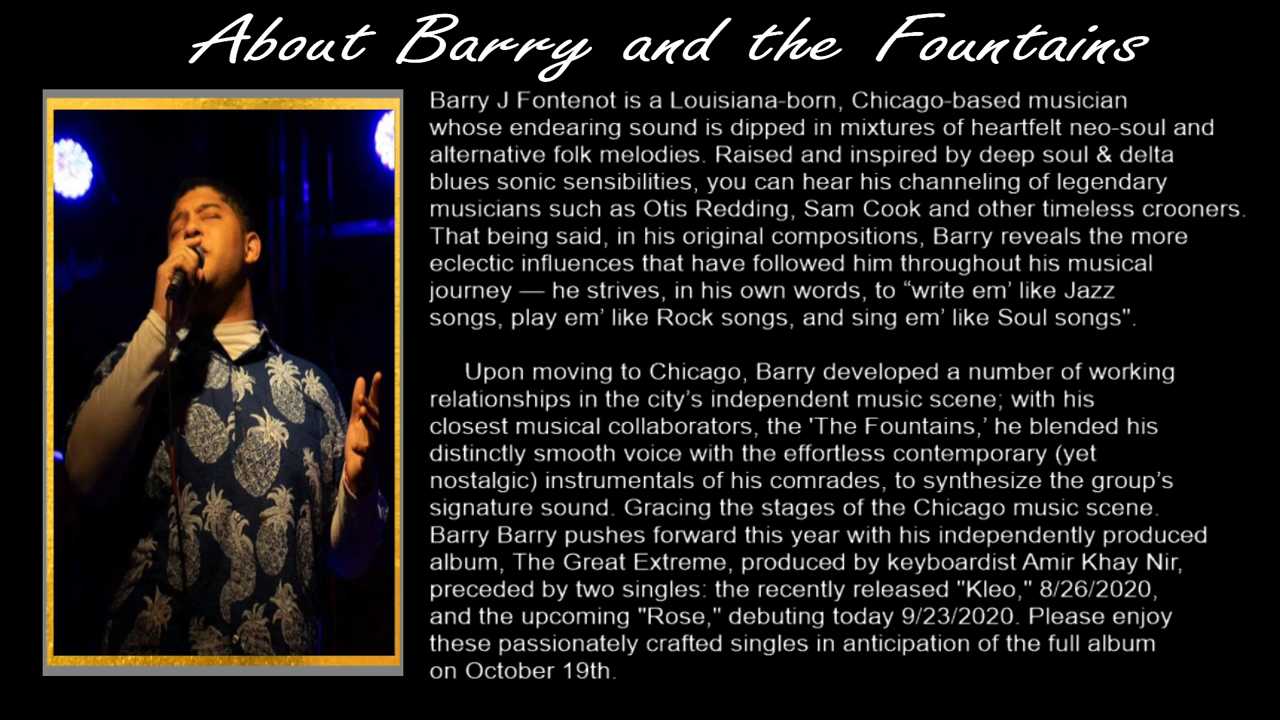 About Barry and the Fountains
Barry J Fontenot is a Louisiana-born, Chicago-based musician
whose endearing sound is dipped in mixtures of heartfelt neo-soul and
alternative folk melodies. Raised and inspired by deep soul & delta
blues sonic sensibilities, you can hear his channeling of legendary
musicians such as Otis Redding, Sam Cook and other timeless crooners.
That being said, in his original compositions, Barry reveals the more
eclectic influences that have followed him throughout his musical
journey — he strives, in his own words, to “write em’ like Jazz
songs, play em’ like Rock songs, and sing em’ like Soul songs".
Upon moving to Chicago, Barry developed a number of working
relationships in the city’s independent music scene; with his
closest musical collaborators, the 'The Fountains,’ he blended his
distinctly smooth voice with the effortless contemporary (yet
nostalgic) instrumentals of his comrades, to synthesize the group’s
signature sound. Gracing the stages of the Chicago music scene.
Barry Barry pushes forward this year with his independently produced
album, The Great Extreme, produced by keyboardist Amir Khay Nir,
preceded by two singles: the recently released "Kleo," 8/26/2020,
and the upcoming "Rose," debuting today 9/23/2020. Please enjoy
these passionately crafted singles in anticipation of the full album
on October 19th.